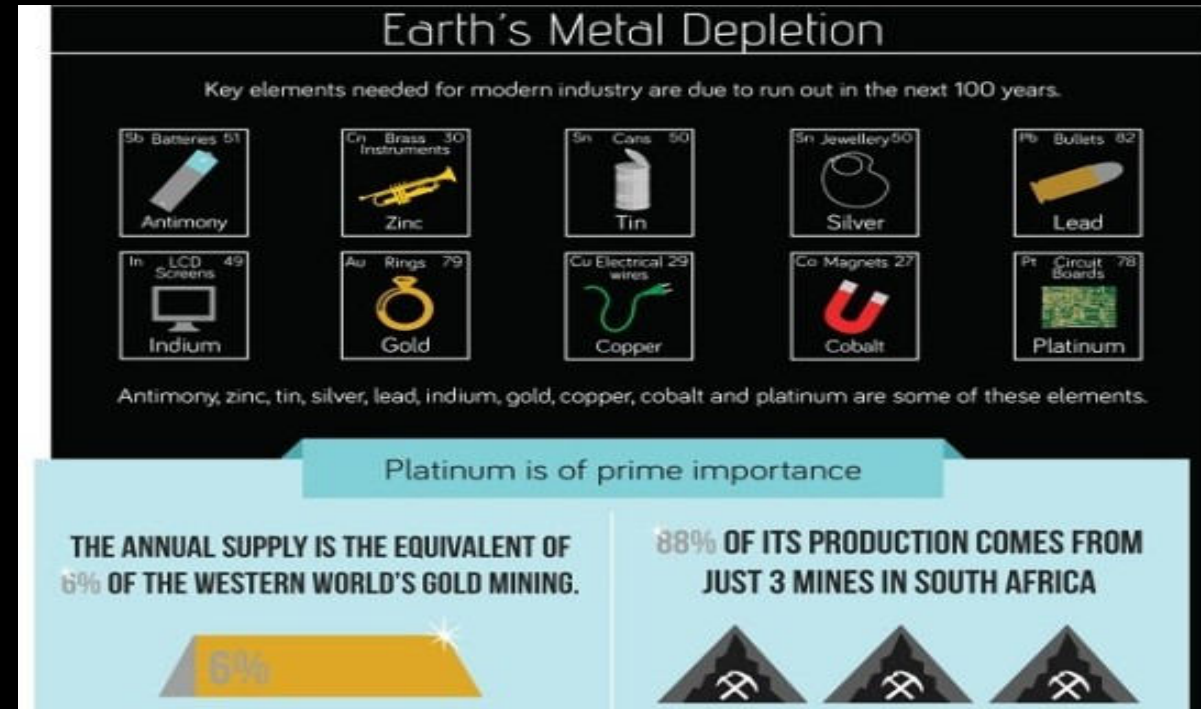 Earth's Metal Depletion
Key elements needed for modern industry are due to run out in the next 100 years.
Sb Batteries 51
Antimony
Cn Brass 30
Instruments
Zinc
Sn Cans 50
Tin
Sn Jewellery 50
Silver
Pb Bullets 82
Lead
In LCD 49
Screens
Indium
Au Rings 79
Gold
Cu Electrical 29
wires
Copper
Co Magnets 27
Cobalt
Pt Circuit 78
Boards
Platinum
Antimony, zinc, tin, silver, lead, indium, gold, copper, cobalt and platinum are some of these elements.
Platinum is of prime importance
THE ANNUAL SUPPLY IS THE EQUIVALENT OF
6% OF THE WESTERN WORLD'S GOLD MINING.
6%
88% OF ITS PRODUCTION COMES FROM
JUST 3 MINES IN SOUTH AFRICA